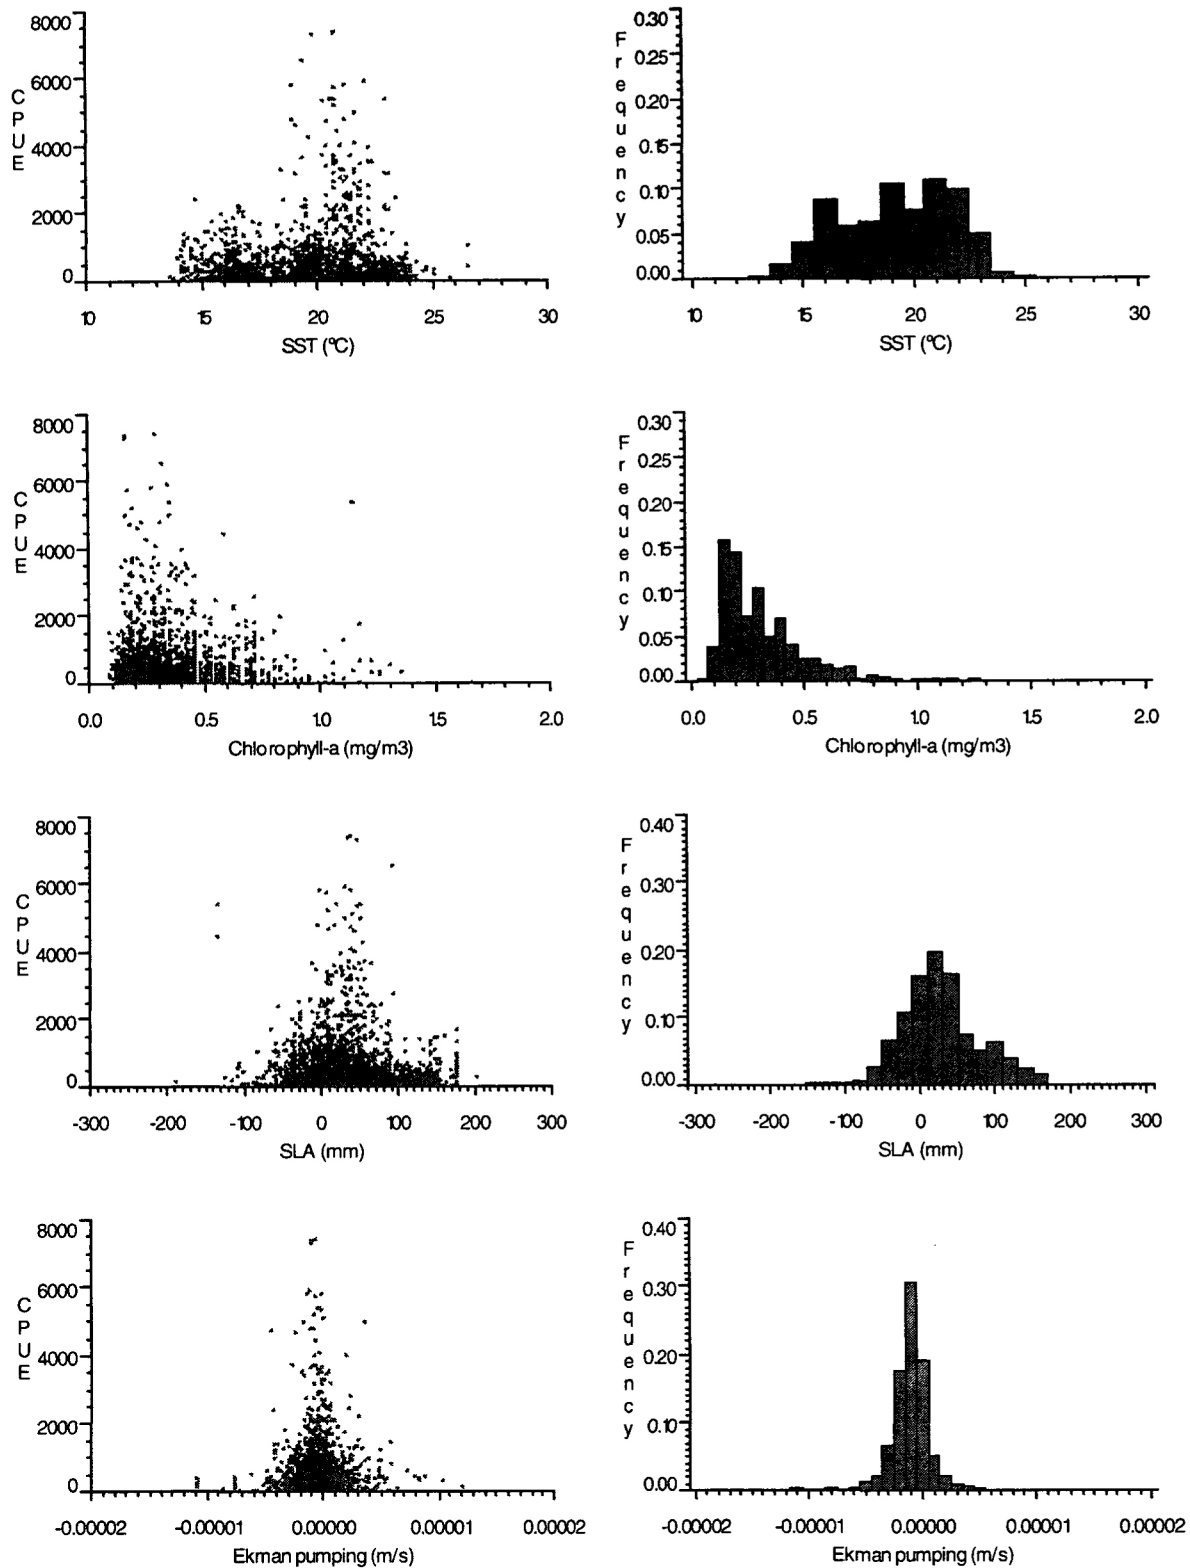 8000
6000
4000
2000
0
CPUE
10 15 20 25 30
SST (°C)
0.30
0.25
0.20
0.15
0.10
0.05
0.00
Frequency
10 15 20 25 30
SST (°C)
8000
6000
4000
2000
0
CPUE
0.0 0.5 1.0 1.5 2.0
Chlorophyll-a (mg/m3)
0.30
0.25
0.20
0.15
0.10
0.05
0.00
Frequency
0.0 0.5 1.0 1.5 2.0
Chlorophyll-a (mg/m3)
8000
6000
4000
2000
0
CPUE
-300 -200 -100 0 100 200 300
SLA (mm)
0.40
0.30
0.20
0.10
0.00
Frequency
-300 -200 -100 0 100 200 300
SLA (mm)
8000
6000
4000
2000
0
CPUE
-0.00002 -0.00001 0.00000 0.00001 0.00002
Ekman pumping (m/s)
0.40
0.30
0.20
0.10
0.00
Frequency
-0.00002 -0.00001 0.00000 0.00001 0.00002
Ekman pumping (m/s)